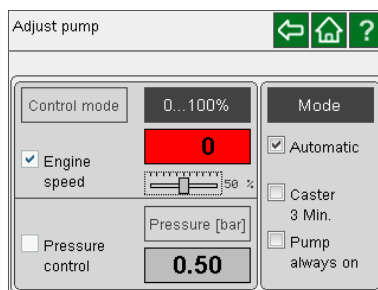 Adjust pump
?
Control mode
0...100%
Mode
0
Automatic
Engine
speed
50 %
Caster
3 Min.
Pressure [bar]
Pressure
control
0.50
Pump
always on